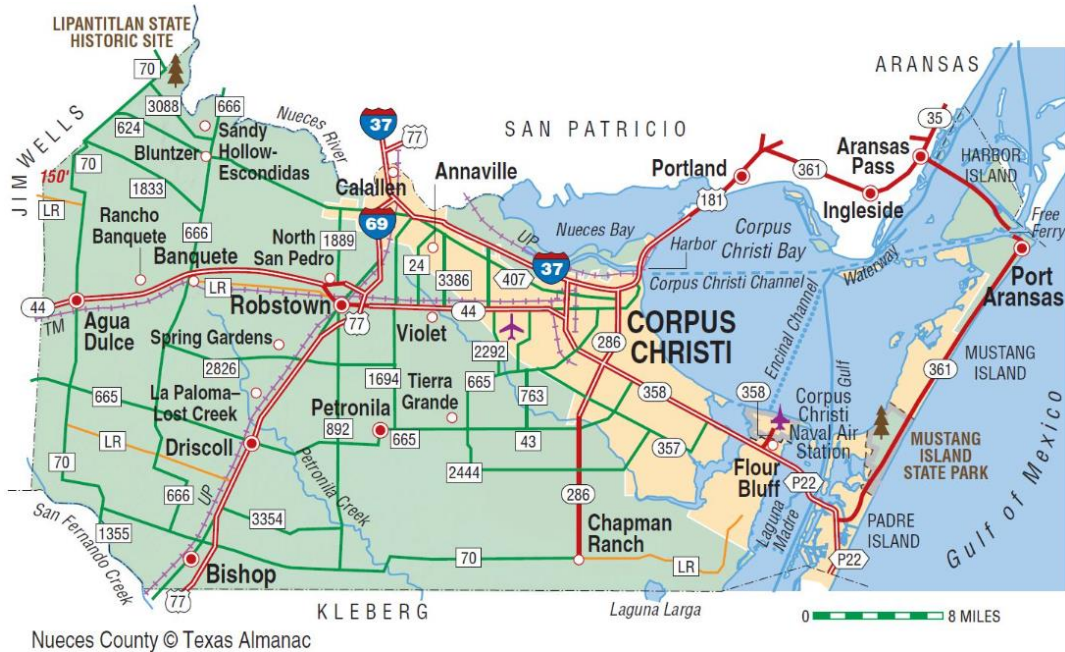 LIPANTITLAN STATE
HISTORIC SITE
ARANSAS
70
3088
666
624
Sandy
Hollow-
Escondidas
Bluntzer
Nueces
River
37
77
SAN PATRICIO
35
Aransas
Pass
HARBOR
ISLAND
JIM WELLS
70
150'
LR
1833
Calallen
Annaville
Portland
361
Ingleside
181
Free
Ferry
Rancho
Banquete
666
69
UP
Nueces Bay
Corpus
Christi Bay
Banquete
North
San Pedro
1889
24
3386
407
37
Harbor
Corpus Christi Channel
Waterway
Port
Aransas
44
TM
LR
Robstown
77
Violet
44
CORPUS
CHRISTI
Agua
Dulce
Spring Gardens
2292
286
Encinal Channel
Gulf
361
MUSTANG
ISLAND
2826
1694
665
358
358
665
La Paloma–
Lost Creek
Tierra
Grande
763
Corpus
Christi
Naval Air
Station
Petronila
892
665
43
357
MUSTANG
ISLAND
STATE PARK
Driscoll
LR
70
2444
Flour
Bluff
P22
Gulf of Mexico
666
UP
Petronila
Creek
286
Laguna
Madre
PADRE
ISLAND
San Fernando Creek
1355
3354
Chapman
Ranch
70
LR
P22
Bishop
77
KLEBERG
Laguna Larga
0 8 MILES
Nueces County © Texas Almanac